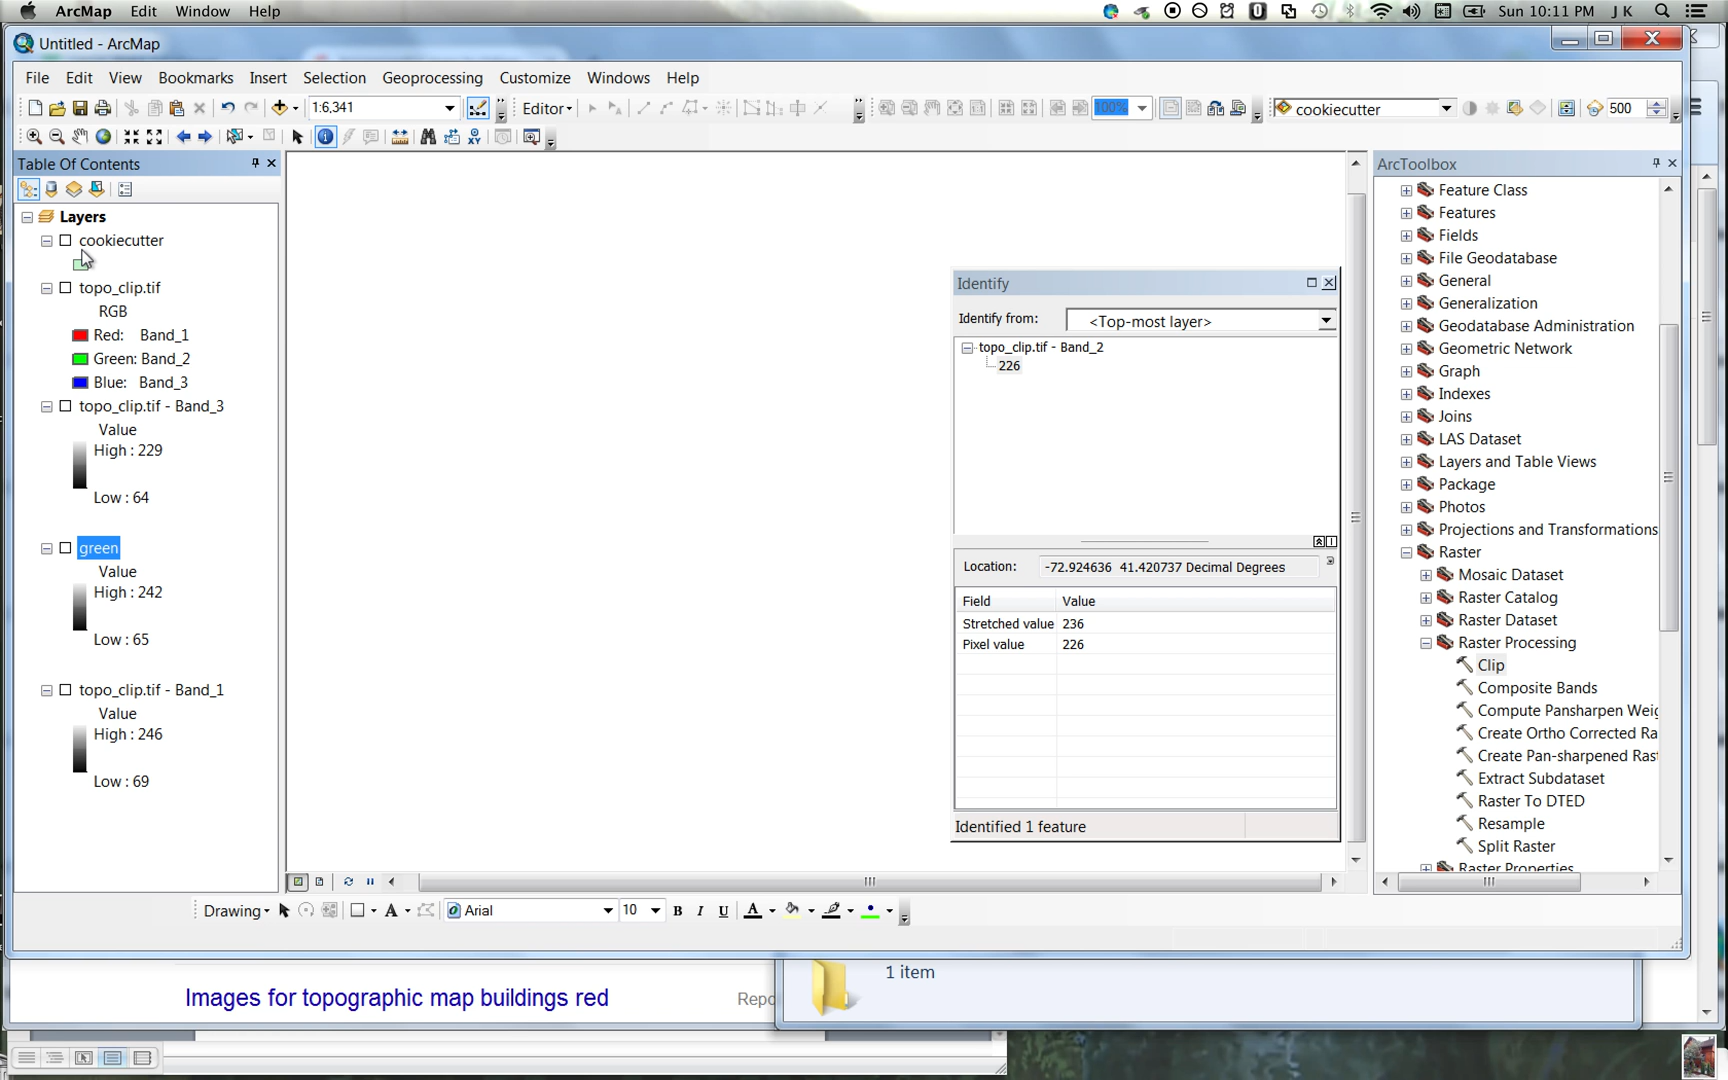 ArcMap Edit Window Help
Sun 10:11 PM J K
Untitled - ArcMap
File Edit View Bookmarks Insert Selection Geoprocessing Customize Windows Help
1:6,341
Editor
100%
cookiecutter
500
Table Of Contents
Layers
cookiecutter
topo_clip.tif
RGB
Red: Band_1
Green: Band_2
Blue: Band_3
topo_clip.tif - Band_3
Value
High : 229
Low : 64
green
Value
High : 242
Low : 65
topo_clip.tif - Band_1
Value
High : 246
Low : 69
Identify
Identify from: <Top-most layer>
topo_clip.tif - Band_2
226
Location: -72.924636 41.420737 Decimal Degrees
Field Value
Stretched value 236
Pixel value 226
Identified 1 feature
ArcToolbox
Feature Class
Features
Fields
File Geodatabase
General
Generalization
Geodatabase Administration
Geometric Network
Graph
Indexes
Joins
LAS Dataset
Layers and Table Views
Package
Photos
Projections and Transformations
Raster
Mosaic Dataset
Raster Catalog
Raster Dataset
Raster Processing
Clip
Composite Bands
Compute Pansharpen Weig
Create Ortho Corrected Ra
Create Pan-sharpened Rast
Extract Subdataset
Raster To DTED
Resample
Split Raster
Raster Properties
Drawing A Arial 10 B I U A
1 item
Images for topographic map buildings red
Repo